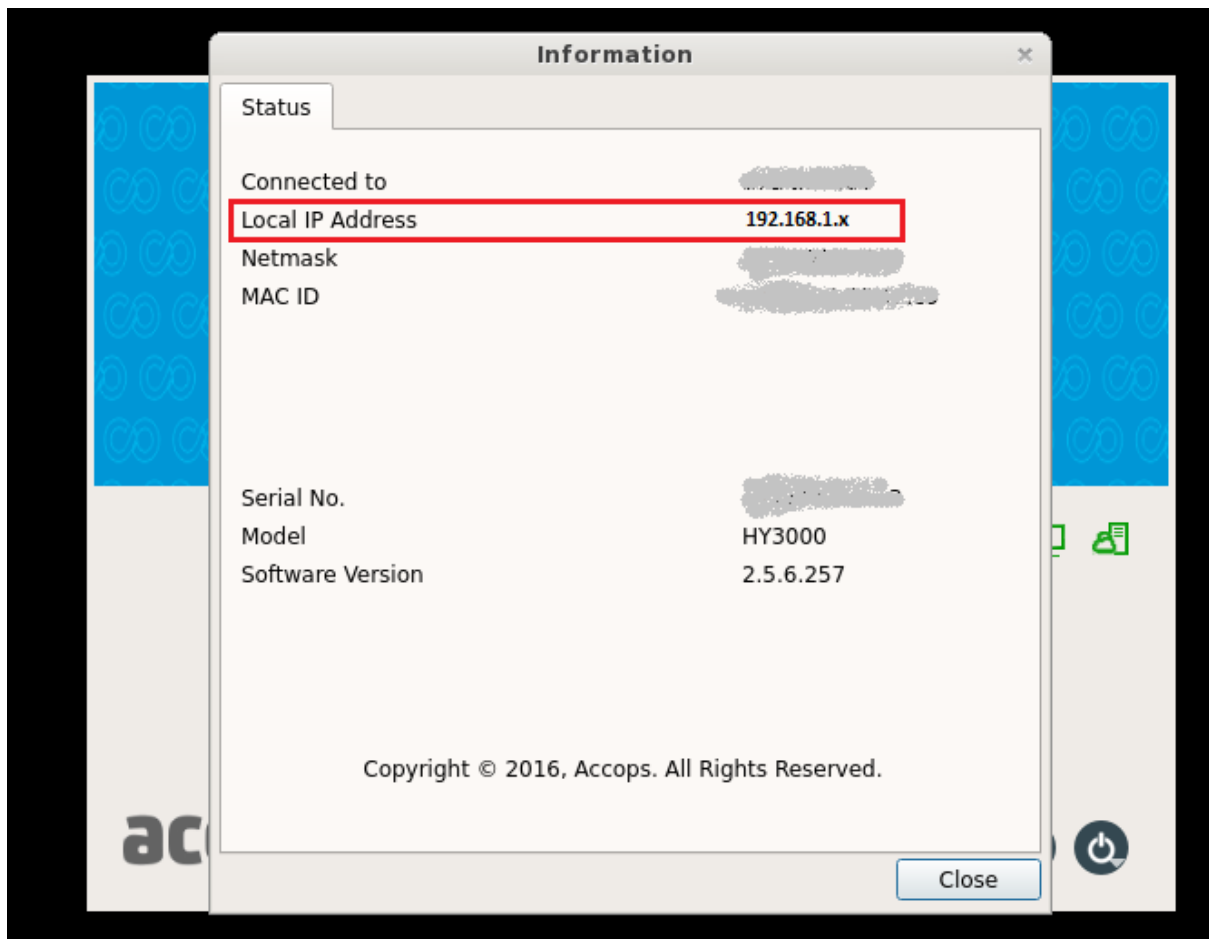 Information
Status
Connected to
Local IP Address 192.168.1.x
Netmask
MAC ID
Serial No.
Model HY3000
Software Version 2.5.6.257
Copyright © 2016, Accops. All Rights Reserved.
Close